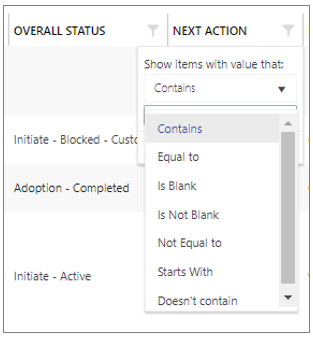 OVERALL STATUS
NEXT ACTION
Show items with value that:
Contains
Contains
Equal to
Is Blank
Is Not Blank
Not Equal to
Starts With
Doesn't contain
Initiate - Blocked - Custo
Adoption - Completed
Initiate - Active